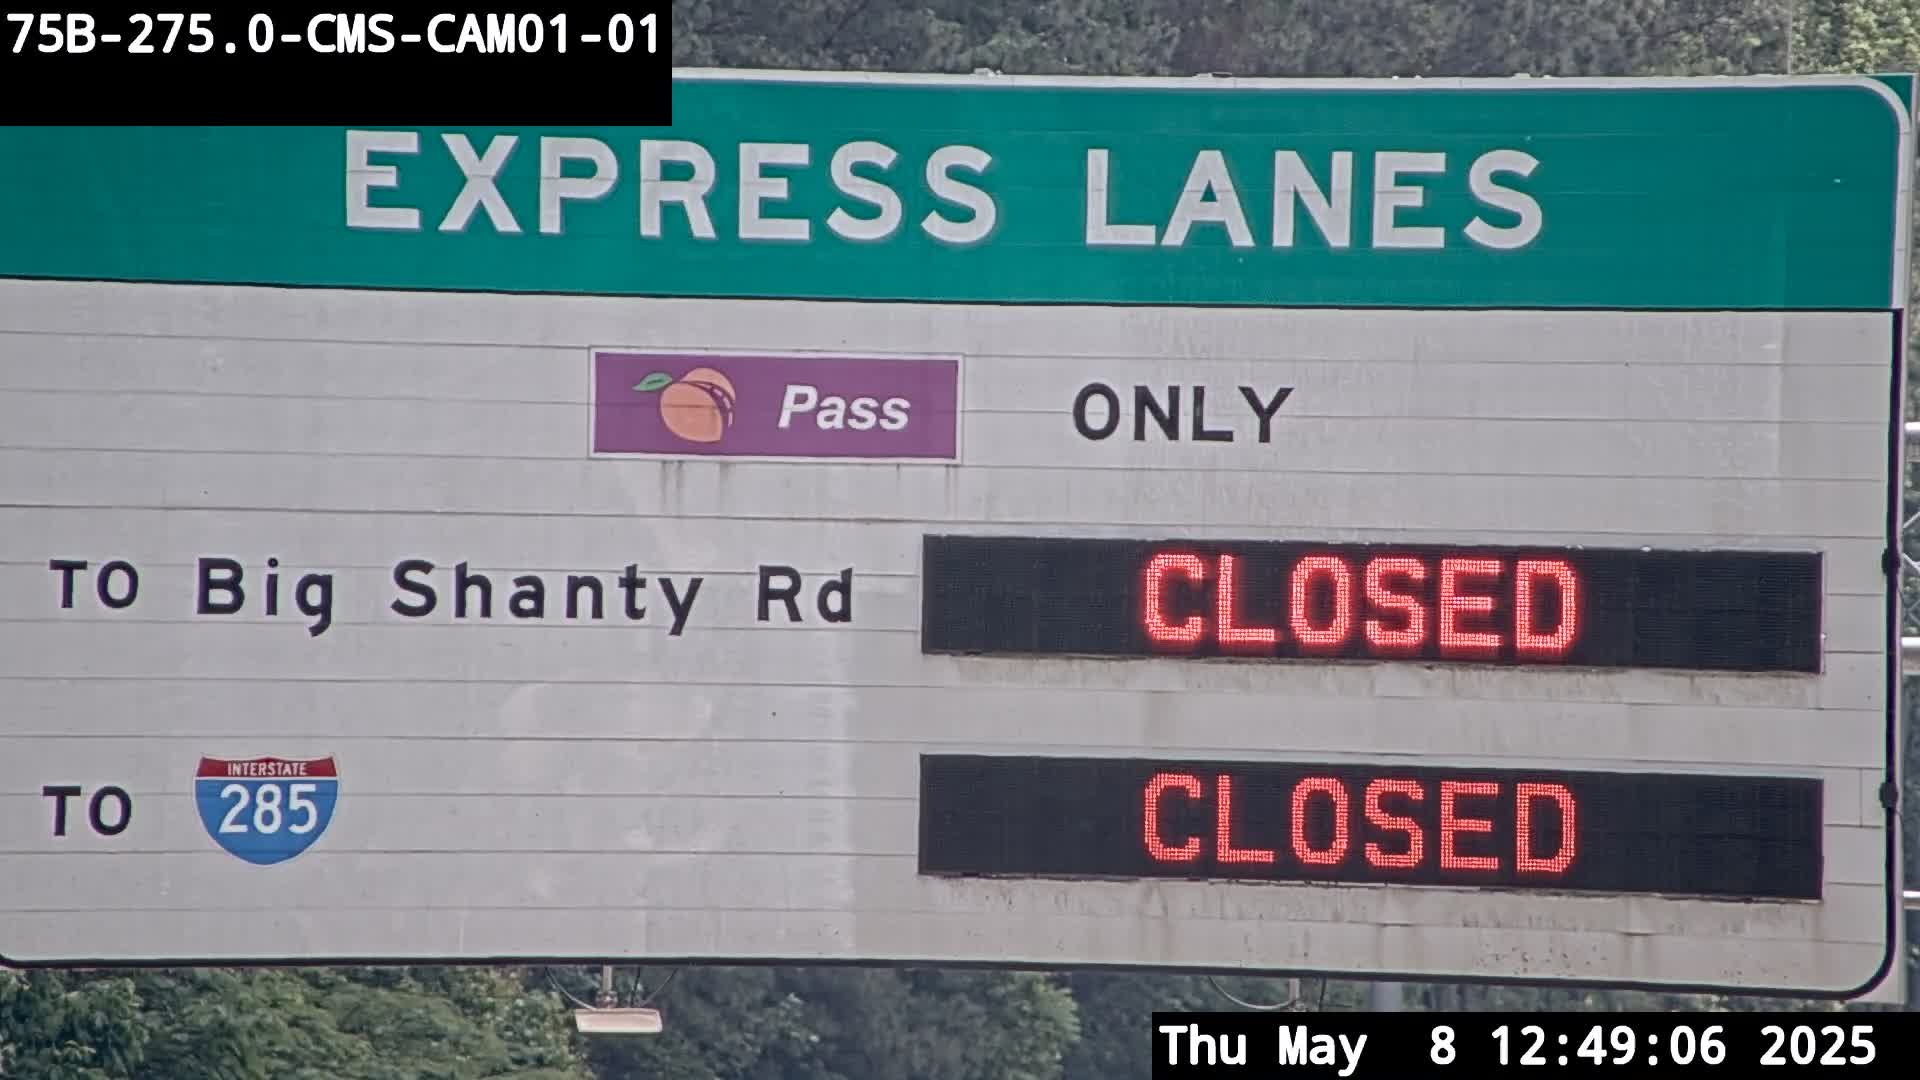 75B-275.0-CMS-CAM01-01
EXPRESS LANES
Pass ONLY
TO Big Shanty Rd CLOSED
TO INTERSTATE 285 CLOSED
Thu May 8 12:49:06 2025